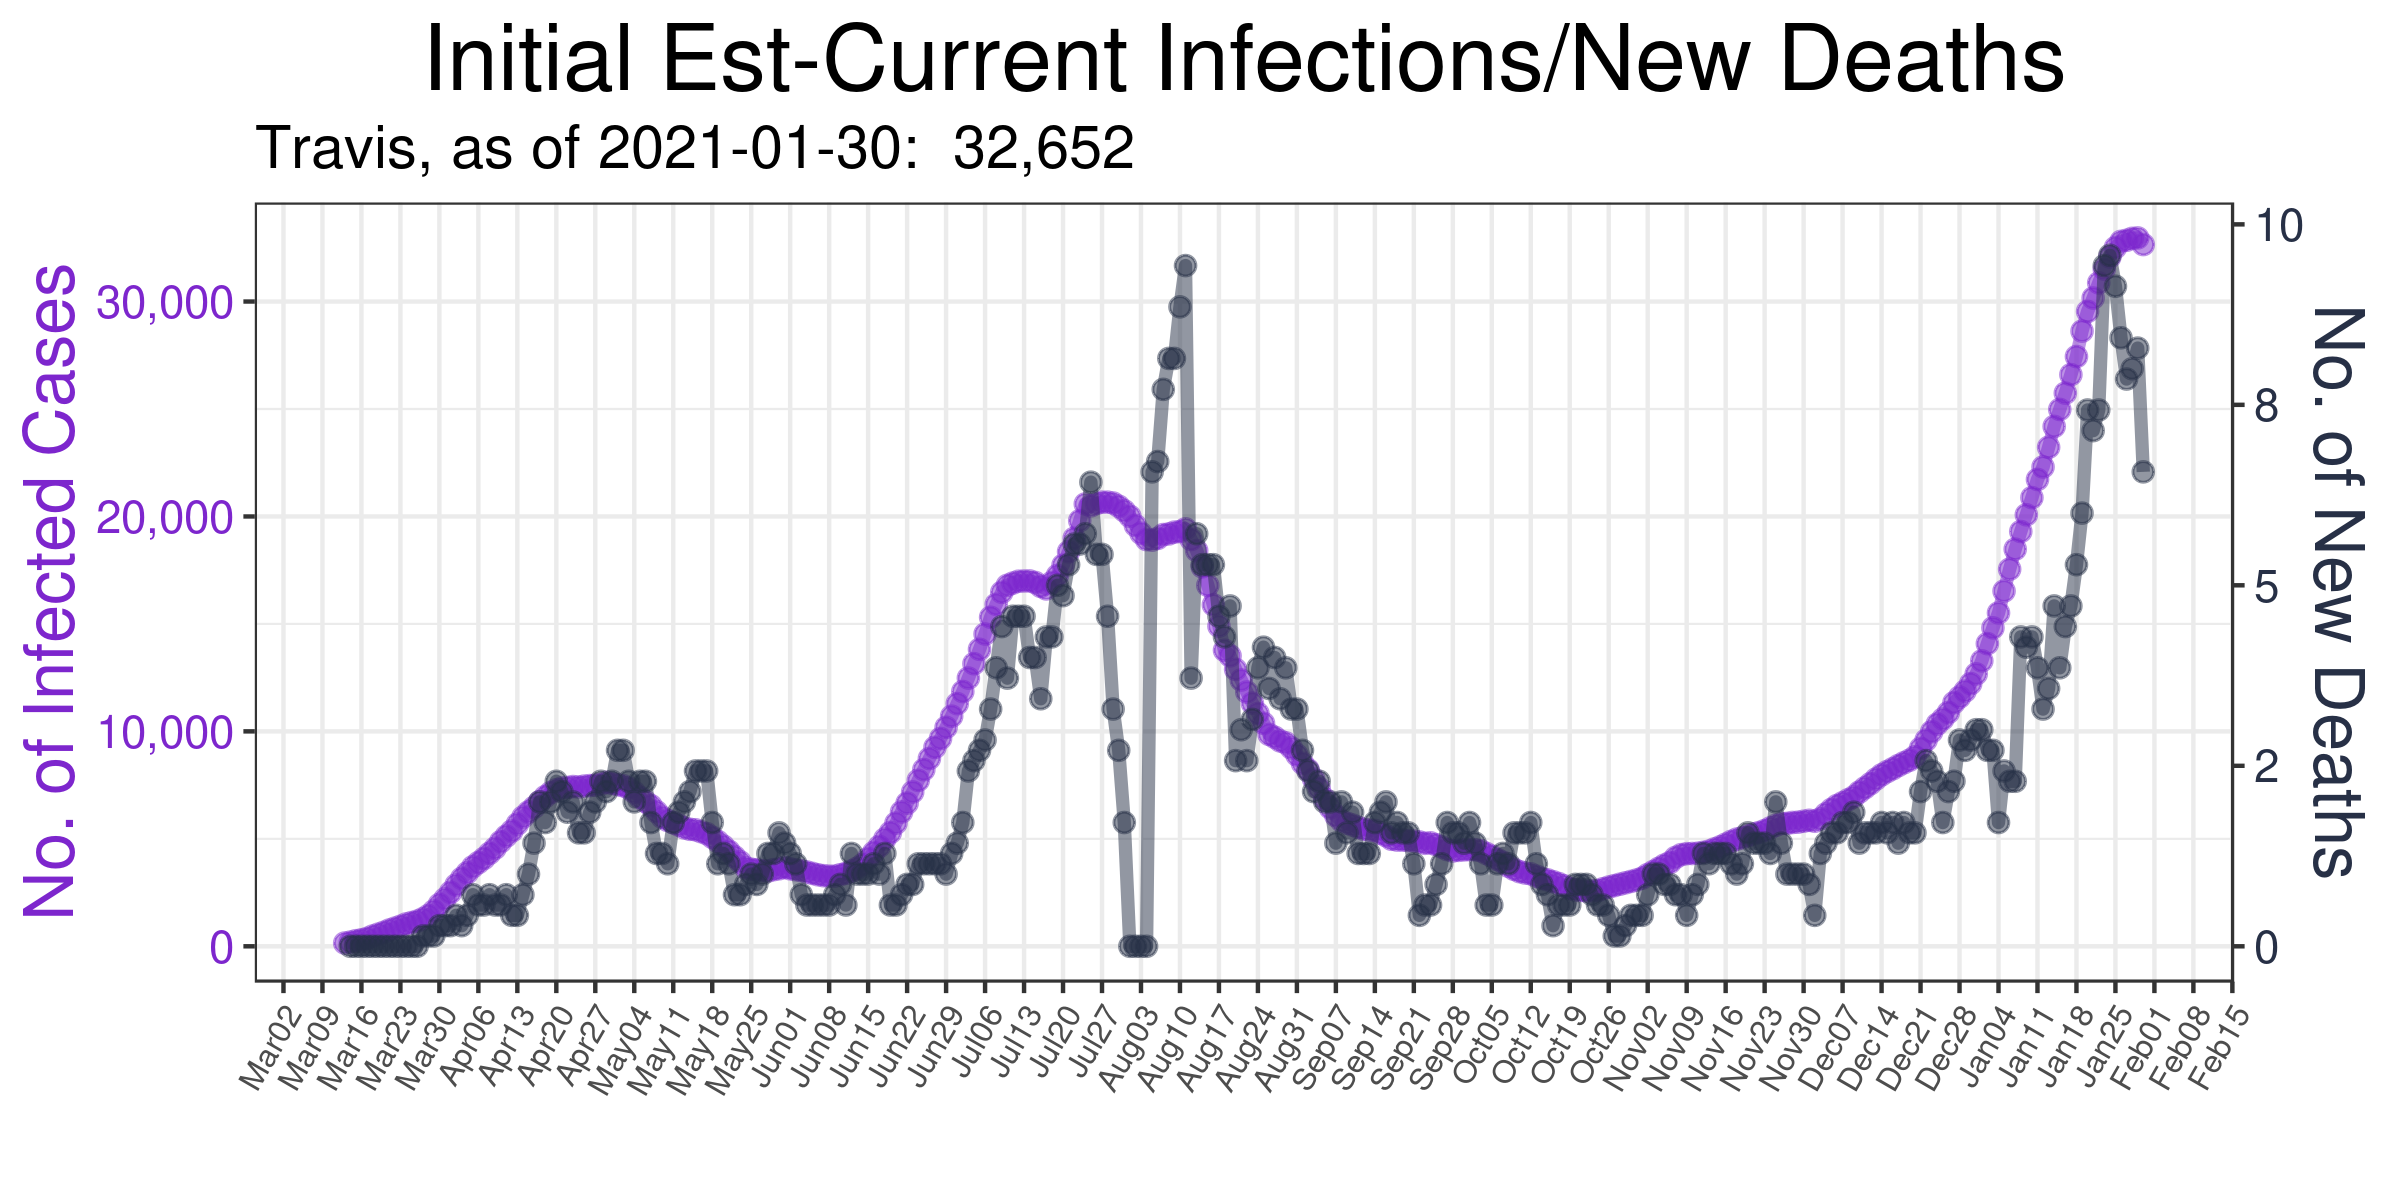 Initial Est-Current Infections/New Deaths
Travis, as of 2021-01-30:  32,652
No. of Infected Cases
30,000
20,000
10,000
0
10
8
5
2
0
No. of New Deaths
Mar02
Mar09
Mar16
Mar23
Mar30
Apr06
Apr13
Apr20
Apr27
May04
May11
May18
May25
Jun01
Jun08
Jun15
Jun22
Jun29
Jul06
Jul13
Jul20
Jul27
Aug03
Aug10
Aug17
Aug24
Aug31
Sep07
Sep14
Sep21
Sep28
Oct05
Oct12
Oct19
Oct26
Nov02
Nov09
Nov16
Nov23
Nov30
Dec07
Dec14
Dec21
Dec28
Jan04
Jan11
Jan18
Jan25
Feb01
Feb08
Feb15